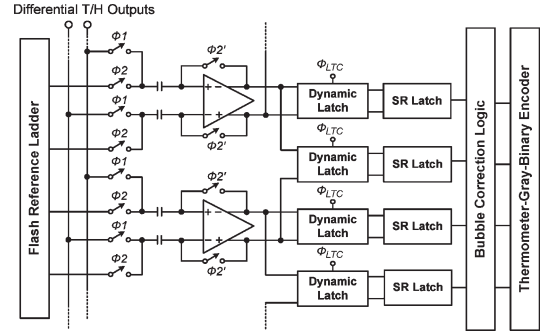 Differential T/H Outputs
Φ1
Φ2
Φ1
Φ2
Φ1
Φ2
Φ1
Φ2
Flash Reference Ladder
Φ2'
+ −
− +
Φ2'
Φ2'
+ −
− +
Φ2'
ΦLTC
Dynamic
Latch
SR Latch
ΦLTC
Dynamic
Latch
SR Latch
ΦLTC
Dynamic
Latch
SR Latch
ΦLTC
Dynamic
Latch
SR Latch
Bubble Correction Logic
Thermometer-Gray-Binary Encoder